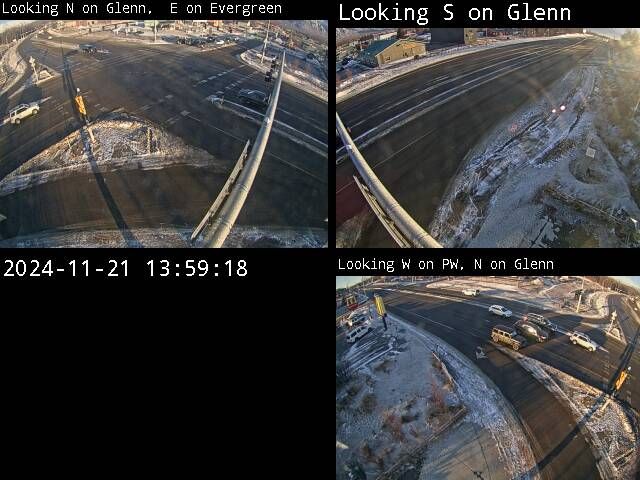 Looking N on Glenn,  E on Evergreen
Looking S on Glenn
2024-11-21 13:59:18
Looking W on PW, N on Glenn